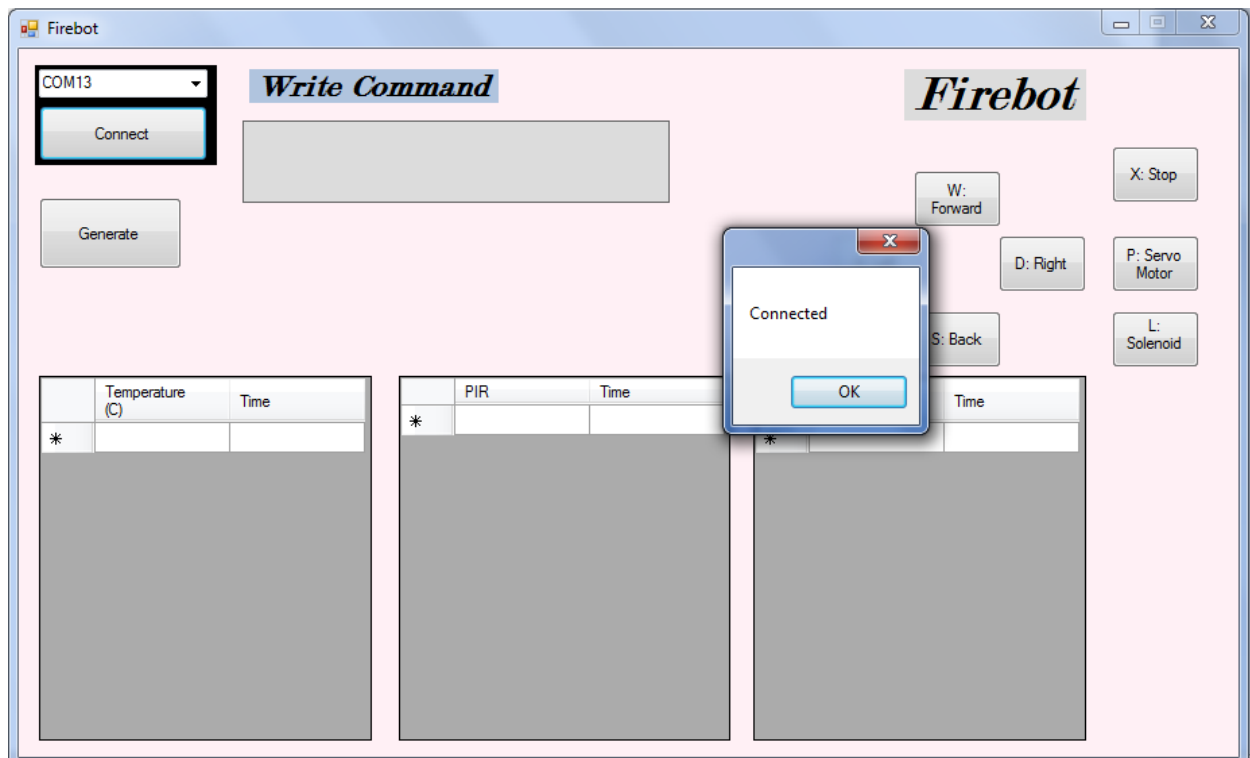 Firebot
COM13
Write Command
Firebot
Connect
X: Stop
W:
Forward
Generate
D: Right
P: Servo
Motor
Connected
S: Back
L:
Solenoid
OK
Temperature
(C)
Time
PIR
Time
Time